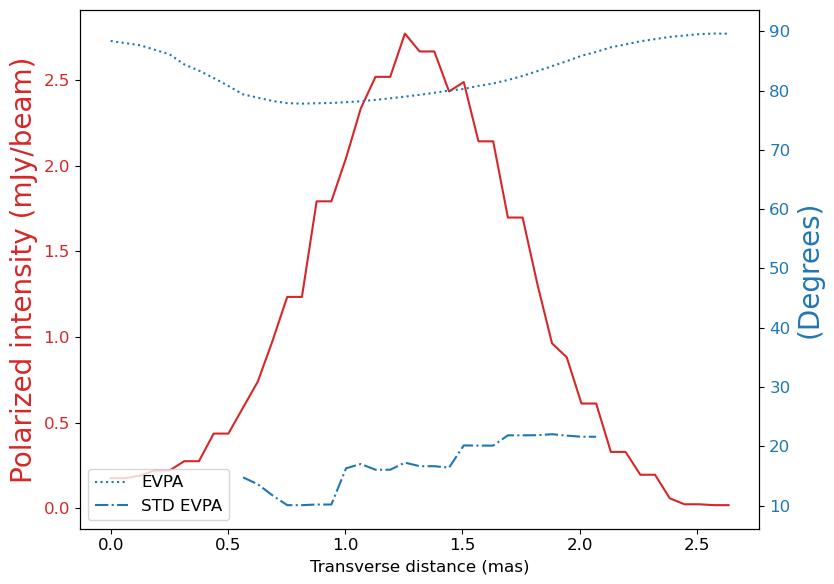 Polarized intensity (mJy/beam)
2.5
2.0
1.5
1.0
0.5
0.0
90
80
70
60
50
40
30
20
10
(Degrees)
EVPA
STD EVPA
0.0 0.5 1.0 1.5 2.0 2.5
Transverse distance (mas)